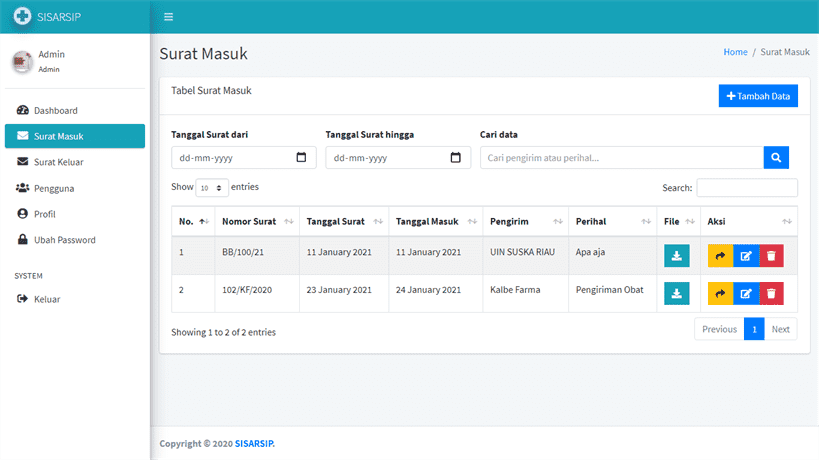 SISARSIP
Admin
Admin
Dashboard
Surat Masuk
Surat Keluar
Pengguna
Profil
Ubah Password
SYSTEM
Keluar
Surat Masuk
Home / Surat Masuk
Tabel Surat Masuk
Tambah Data
Tanggal Surat dari Tanggal Surat hingga Cari data
dd-mm-yyyy dd-mm-yyyy Cari pengirim atau perihal...
Show 10 entries Search:
No. Nomor Surat Tanggal Surat Tanggal Masuk Pengirim Perihal File Aksi
1 BB/100/21 11 January 2021 11 January 2021 UIN SUSKA RIAU Apa aja
2 102/KF/2020 23 January 2021 24 January 2021 Kalbe Farma Pengiriman Obat
Showing 1 to 2 of 2 entries Previous 1 Next
Copyright © 2020 SISARSIP.